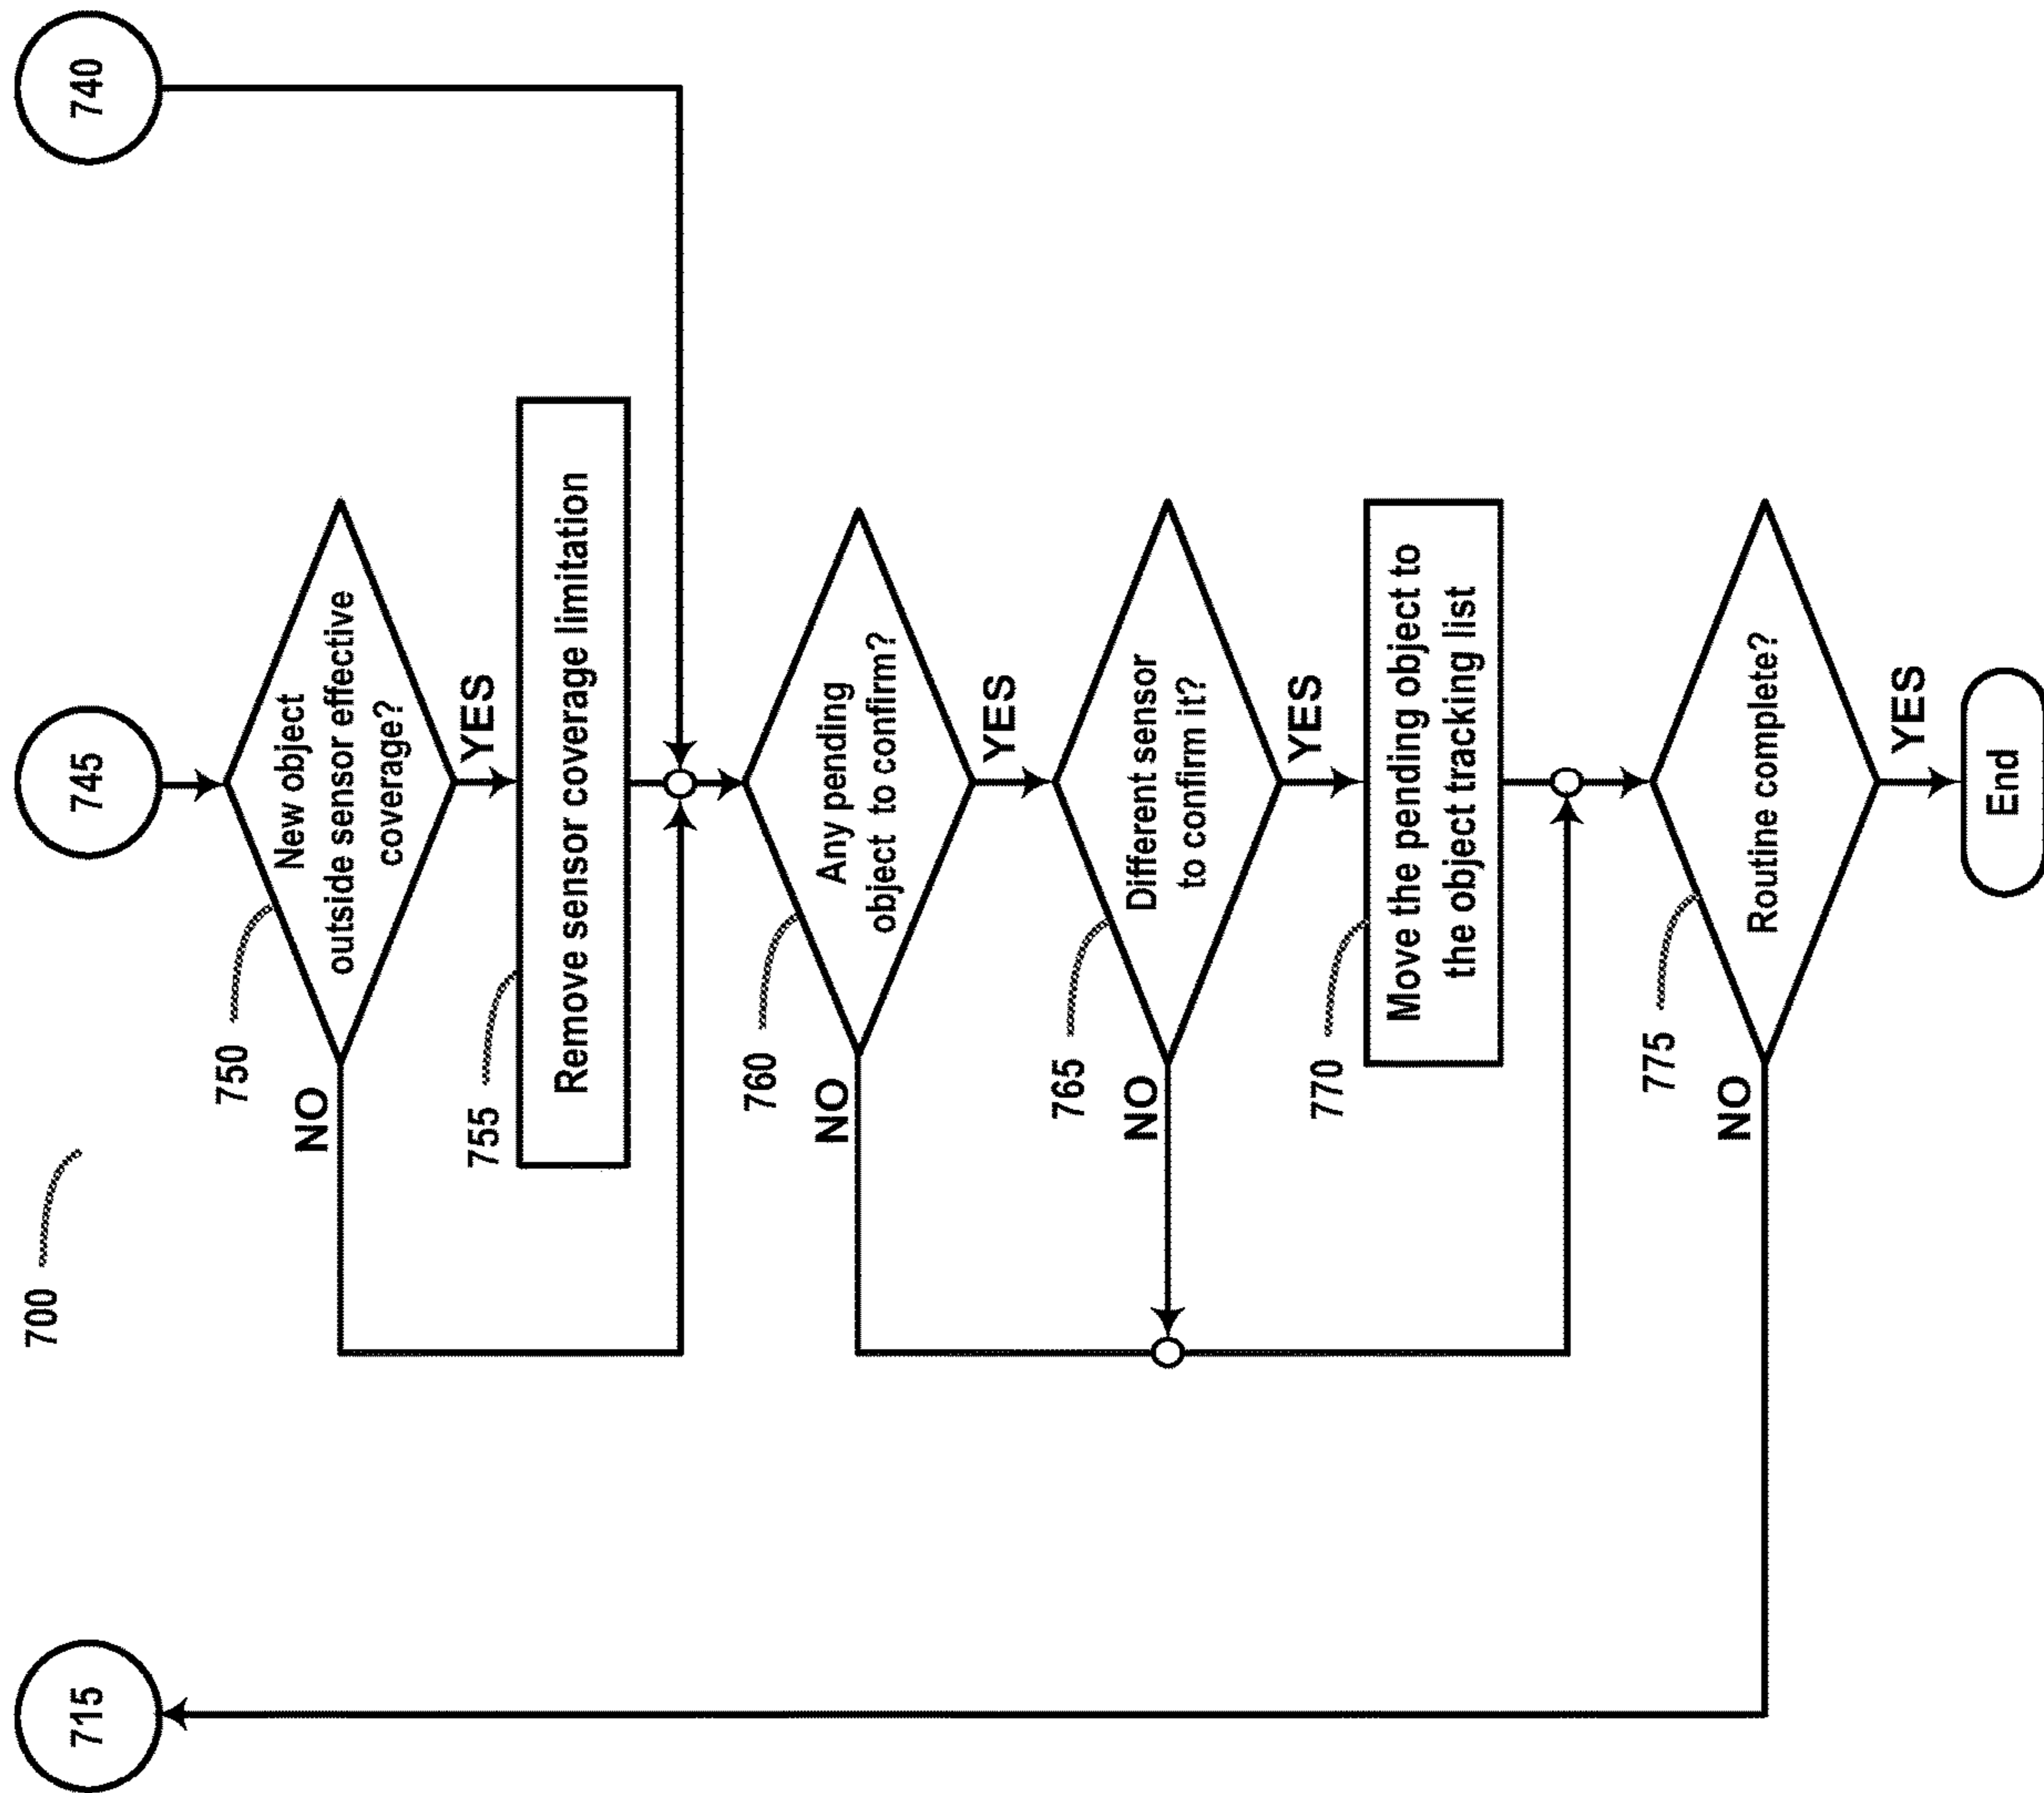 700
715
745
740
750
New object
outside sensor effective
coverage?
NO
YES
755
Remove sensor coverage limitation
760
Any pending
object to confirm?
NO
YES
765
Different sensor
to confirm it?
NO
YES
770
Move the pending object to
the object tracking list
775
Routine complete?
NO
YES
End